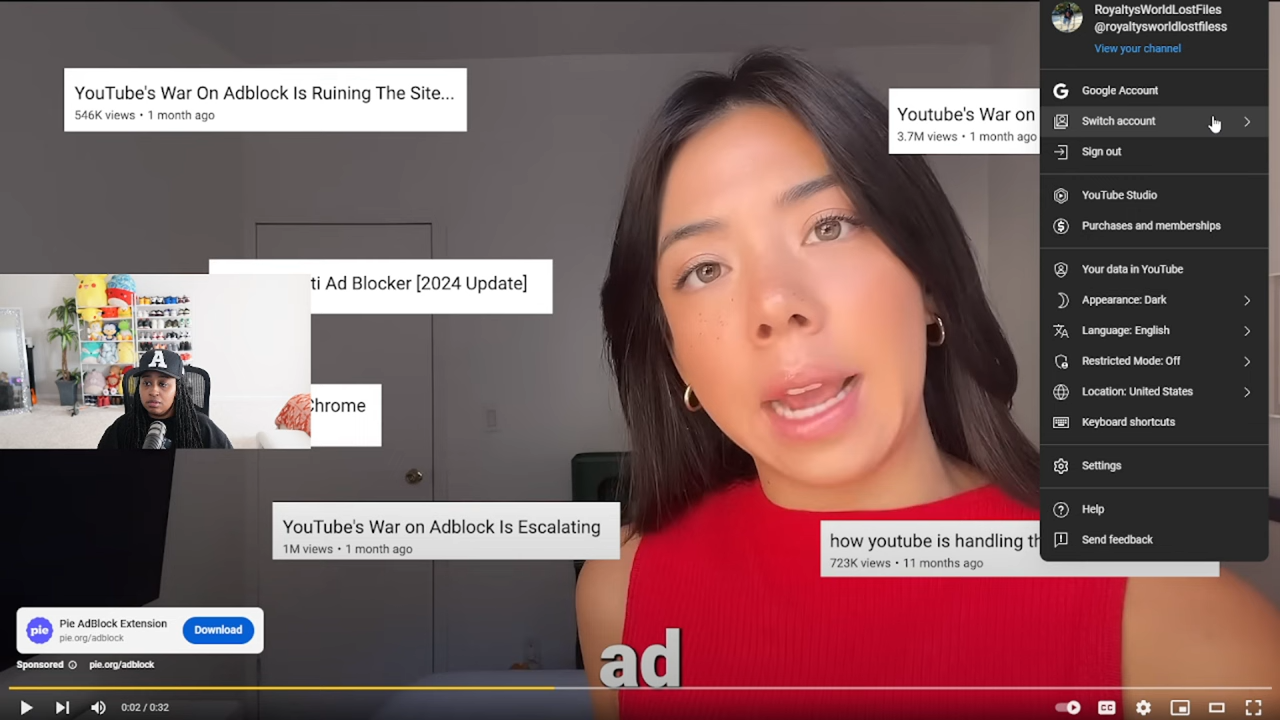 YouTube's War On Adblock Is Ruining The Site...
546K views • 1 month ago
Youtube's War on
3.7M views • 1 month ago
ti Ad Blocker [2024 Update]
Chrome
A
YouTube's War on Adblock Is Escalating
1M views • 1 month ago
how youtube is handling th
723K views • 11 months ago
RoyaltysWorldLostFiles
@royaltysworldlostfiless
View your channel
Google Account
Switch account
Sign out
YouTube Studio
Purchases and memberships
Your data in YouTube
Appearance: Dark
Language: English
Restricted Mode: Off
Location: United States
Keyboard shortcuts
Settings
Help
Send feedback
pie
Pie AdBlock Extension
pie.org/adblock
Download
Sponsored
pie.org/adblock
ad
0:02 / 0:32
CC